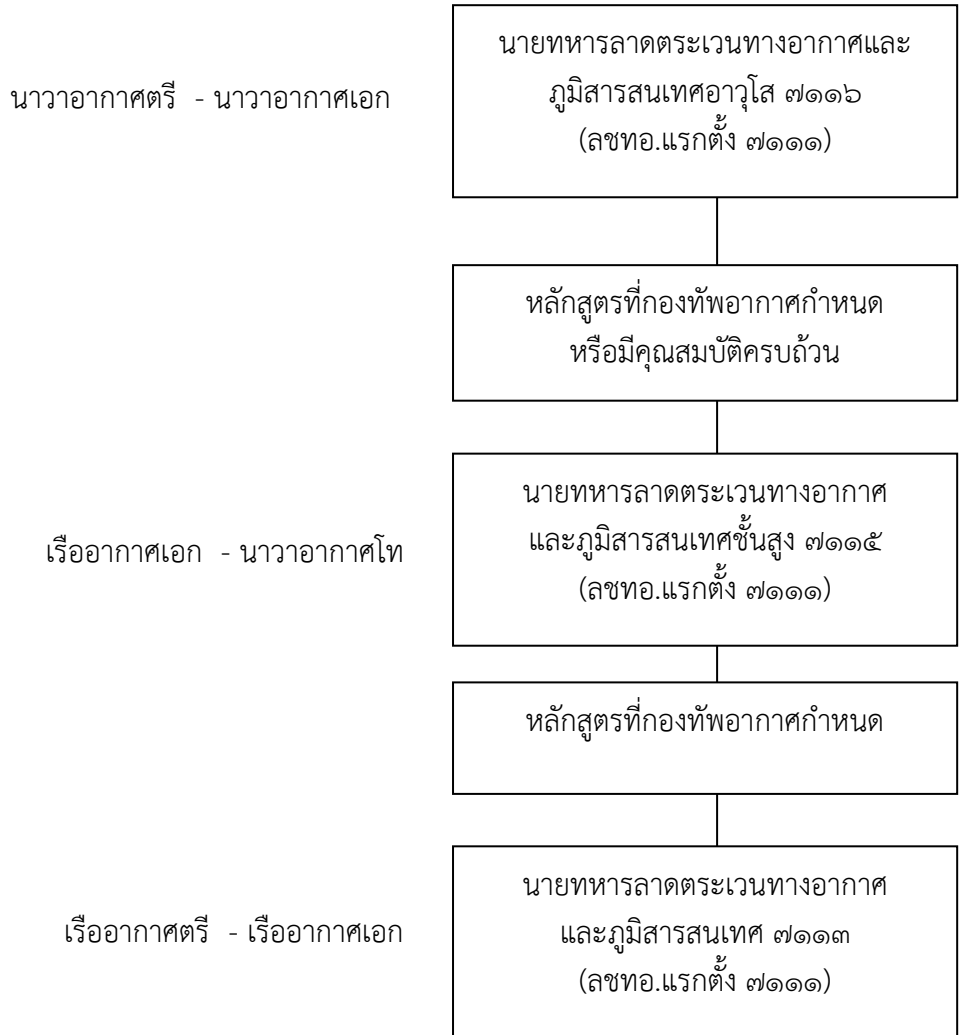 นายทหารลาดตระเวนทางอากาศและ
นาวาอากาศตรี - นาวาอากาศเอก
ภูมิสารสนเทศอาวุโส ๗๑๑๖
(ลชทอ.แรกตั้ง ๗๑๑๑)
หลักสูตรที่กองทัพอากาศกำหนด
หรือมีคุณสมบัติครบถ้วน
นายทหารลาดตระเวนทางอากาศ
เรืออากาศเอก - นาวาอากาศโท
และภูมิสารสนเทศชั้นสูง ๗๑๑๕
(ลชทอ.แรกตั้ง ๗๑๑๑)
หลักสูตรที่กองทัพอากาศกำหนด
นายทหารลาดตระเวนทางอากาศ
เรืออากาศตรี - เรืออากาศเอก
และภูมิสารสนเทศ ๗๑๑๓
(ลชทอ.แรกตั้ง ๗๑๑๑)